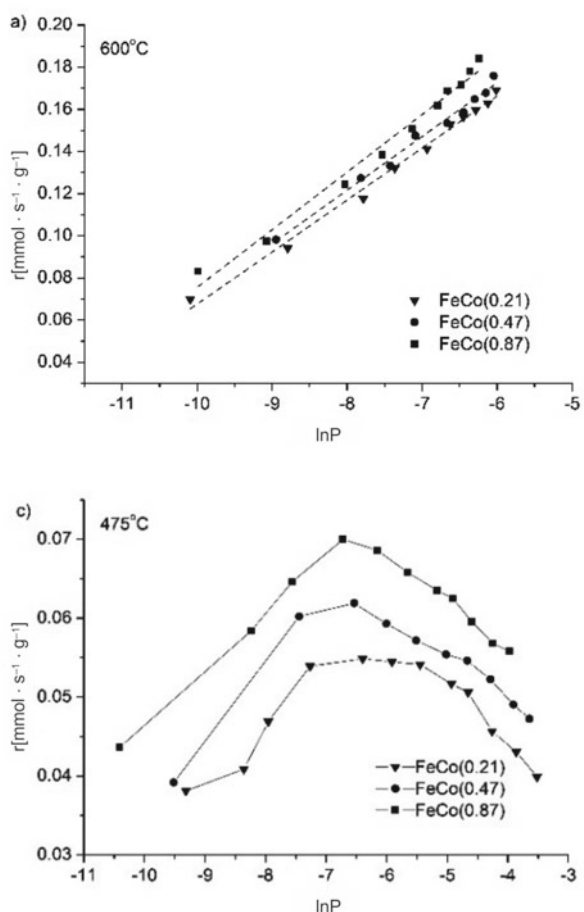 a)
600°C
0.20
0.18
0.16
0.14
0.12
0.10
0.08
0.06
0.04
r[mmol · s⁻¹ · g⁻¹]
FeCo(0.21)
FeCo(0.47)
FeCo(0.87)
-11 -10 -9 -8 -7 -6 -5
lnP
c)
475°C
0.07
0.06
0.05
0.04
0.03
r[mmol · s⁻¹ · g⁻¹]
FeCo(0.21)
FeCo(0.47)
FeCo(0.87)
-11 -10 -9 -8 -7 -6 -5 -4 -3
lnP